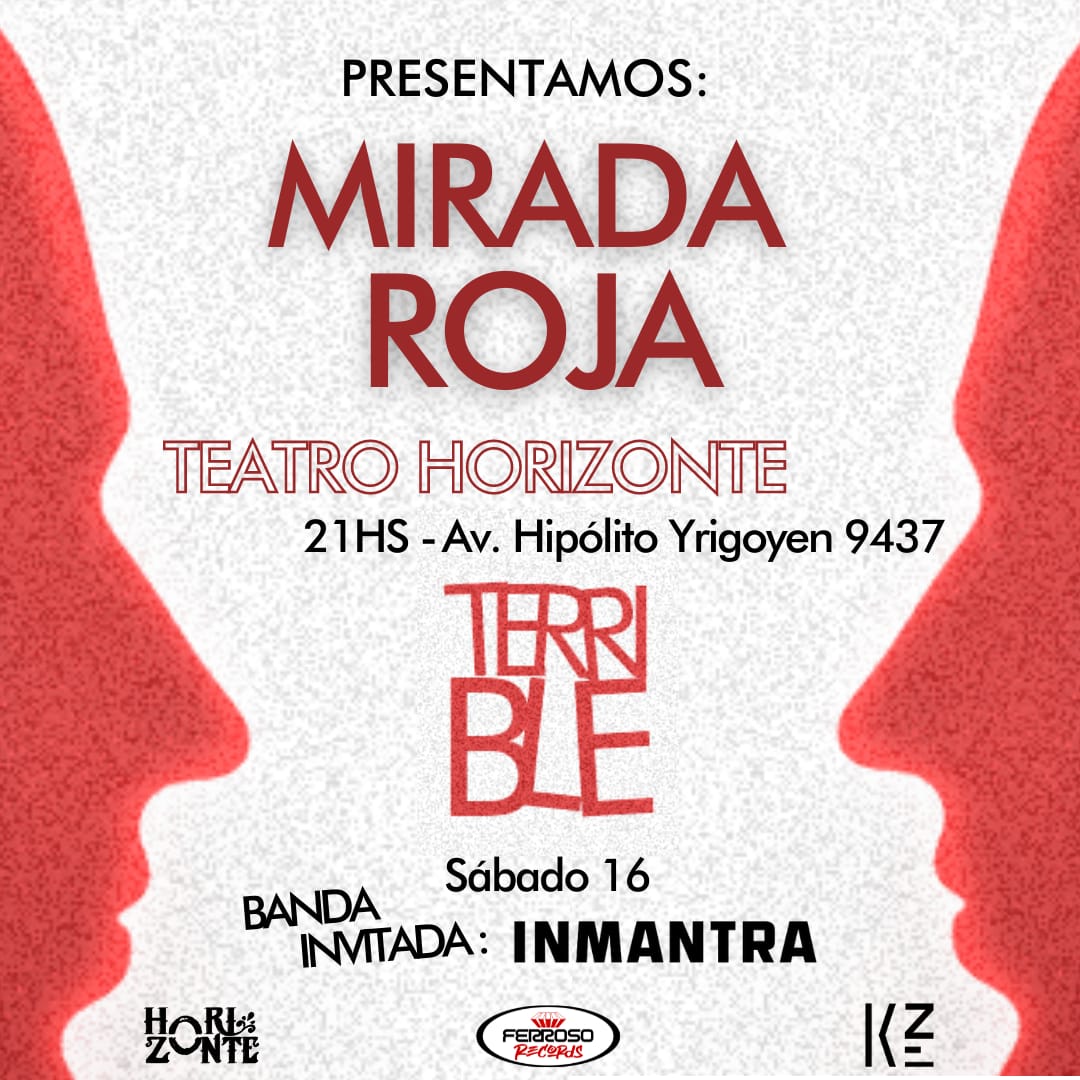 PRESENTAMOS:
MIRADA
ROJA
TEATRO HORIZONTE
21HS - Av. Hipólito Yrigoyen 9437
TERRI
BLE
Sábado 16
BANDA
INVITADA: INMANTRA
HORI
ZONTE
FERROSO
RECORDS
KZE